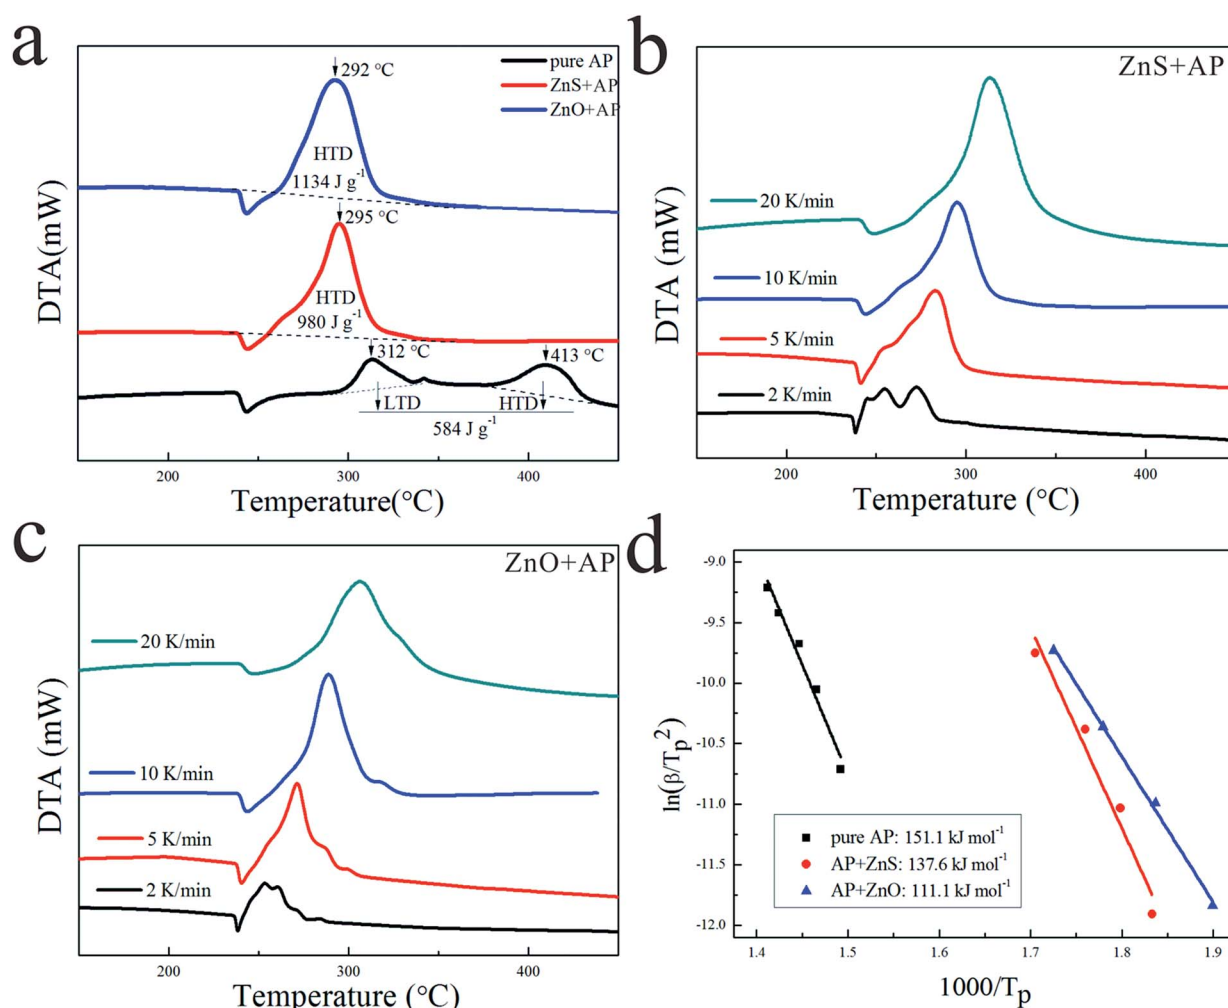 a
292 °C
pure AP
ZnS+AP
ZnO+AP
HTD
1134 J g⁻¹
295 °C
HTD
980 J g⁻¹
312 °C
413 °C
LTD
HTD
584 J g⁻¹
DTA(mW)
200
300
400
Temperature(°C)
b
ZnS+AP
20 K/min
10 K/min
5 K/min
2 K/min
DTA (mW)
200
300
400
Temperature (°C)
c
ZnO+AP
20 K/min
10 K/min
5 K/min
2 K/min
DTA (mW)
200
300
400
Temperature (°C)
d
-9.0
-9.5
-10.0
-10.5
-11.0
-11.5
-12.0
ln(β/Tp²)
pure AP: 151.1 kJ mol⁻¹
AP+ZnS: 137.6 kJ mol⁻¹
AP+ZnO: 111.1 kJ mol⁻¹
1.4
1.5
1.6
1.7
1.8
1.9
1000/Tp